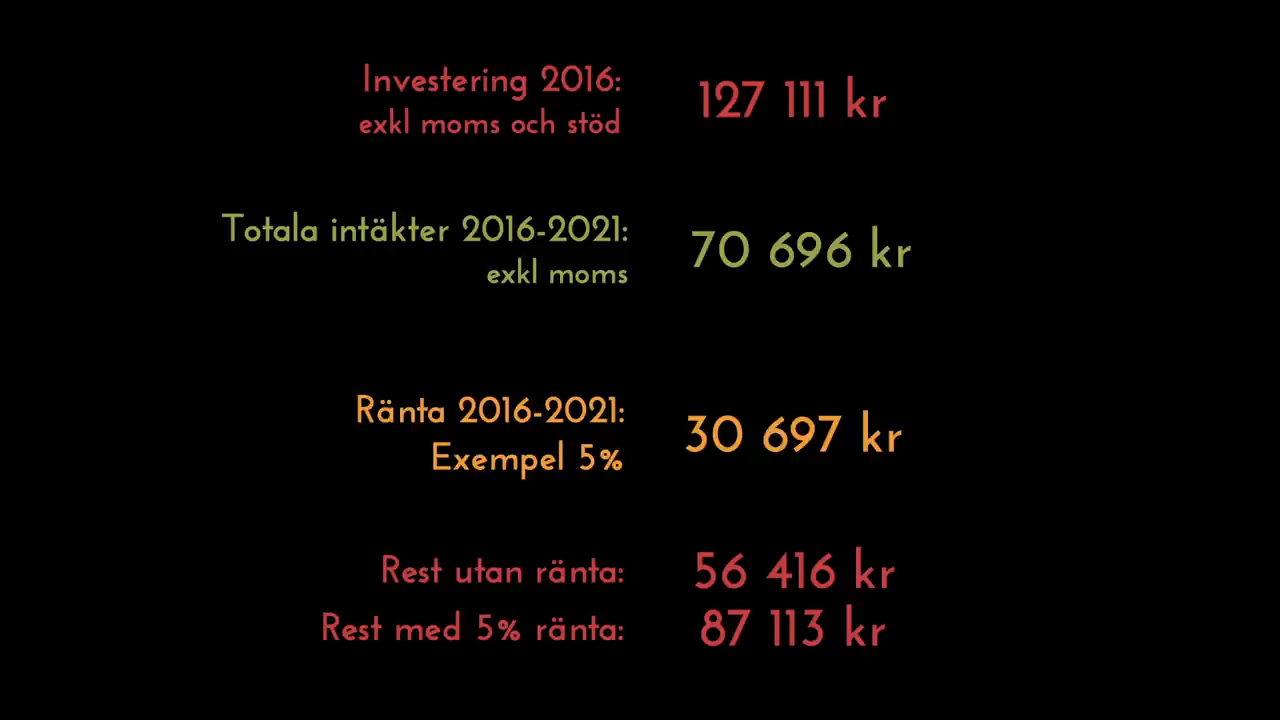 Investering 2016: 127 111 kr
exkl moms och stöd
Totala intäkter 2016-2021: 70 696 kr
exkl moms
Ränta 2016-2021: 30 697 kr
Exempel 5%
Rest utan ränta: 56 416 kr
Rest med 5% ränta: 87 113 kr